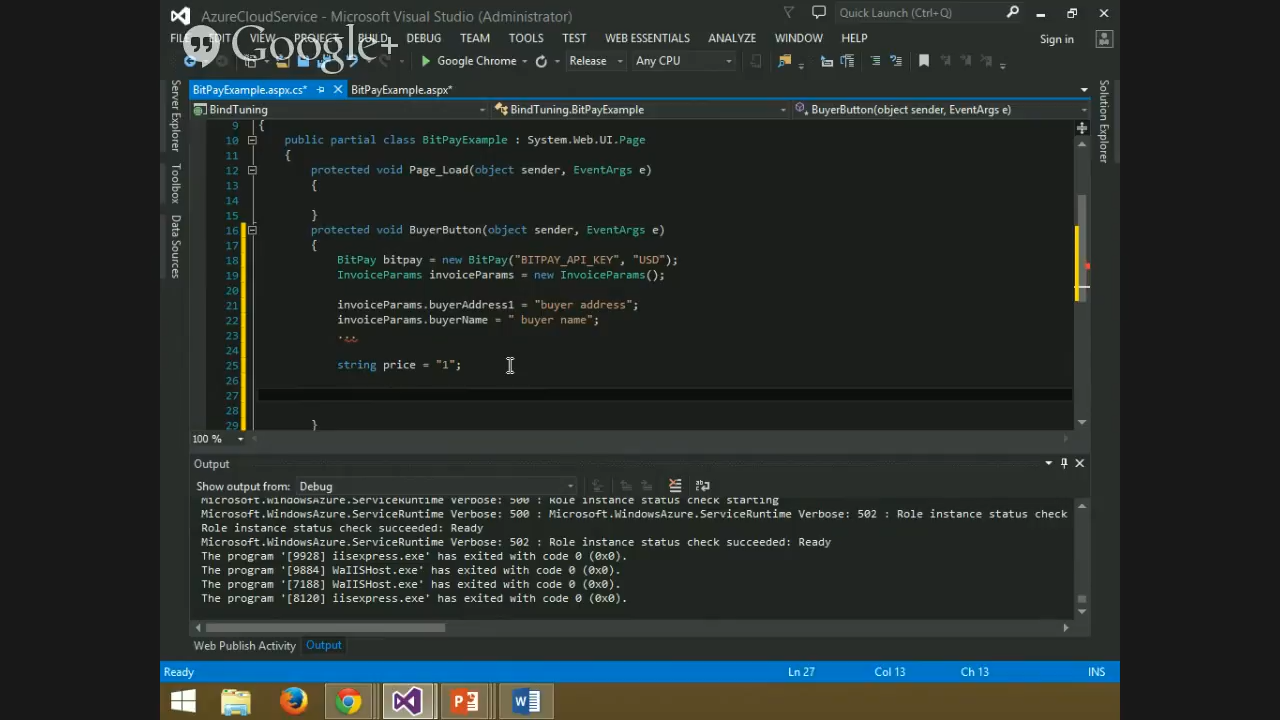 AzureCloudService - Microsoft Visual Studio (Administrator)
Quick Launch (Ctrl+Q)
Google+
FILE EDIT VIEW PROJECT BUILD DEBUG TEAM TOOLS TEST WEB ESSENTIALS ANALYZE WINDOW HELP
Sign in
Google Chrome Release Any CPU
BitPayExample.aspx.cs* BitPayExample.aspx*
BindTuning BindTuning.BitPayExample BuyerButton(object sender, EventArgs e)
Server Explorer
Toolbox
Data Sources
Solution Explorer
9 {
10 public partial class BitPayExample : System.Web.UI.Page
11 {
12 protected void Page_Load(object sender, EventArgs e)
13 {
14
15 }
16 protected void BuyerButton(object sender, EventArgs e)
17 {
18 BitPay bitpay = new BitPay("BITPAY_API_KEY", "USD");
19 InvoiceParams invoiceParams = new InvoiceParams();
20
21 invoiceParams.buyerAddress1 = "buyer address";
22 invoiceParams.buyerName = " buyer name";
23 ...
24
25 string price = "1";
26
27
28
29 }
100 %
Output
Show output from: Debug
Microsoft.WindowsAzure.ServiceRuntime Verbose: 500 : Role instance status check starting
Microsoft.WindowsAzure.ServiceRuntime Verbose: 500 : Microsoft.WindowsAzure.ServiceRuntime Verbose: 502 : Role instance status check
Role instance status check succeeded: Ready
Microsoft.WindowsAzure.ServiceRuntime Verbose: 502 : Role instance status check succeeded: Ready
The program '[9928] iisexpress.exe' has exited with code 0 (0x0).
The program '[9884] WaIISHost.exe' has exited with code 0 (0x0).
The program '[7188] WaIISHost.exe' has exited with code 0 (0x0).
The program '[8120] iisexpress.exe' has exited with code 0 (0x0).
Web Publish Activity Output
Ready Ln 27 Col 13 Ch 13 INS